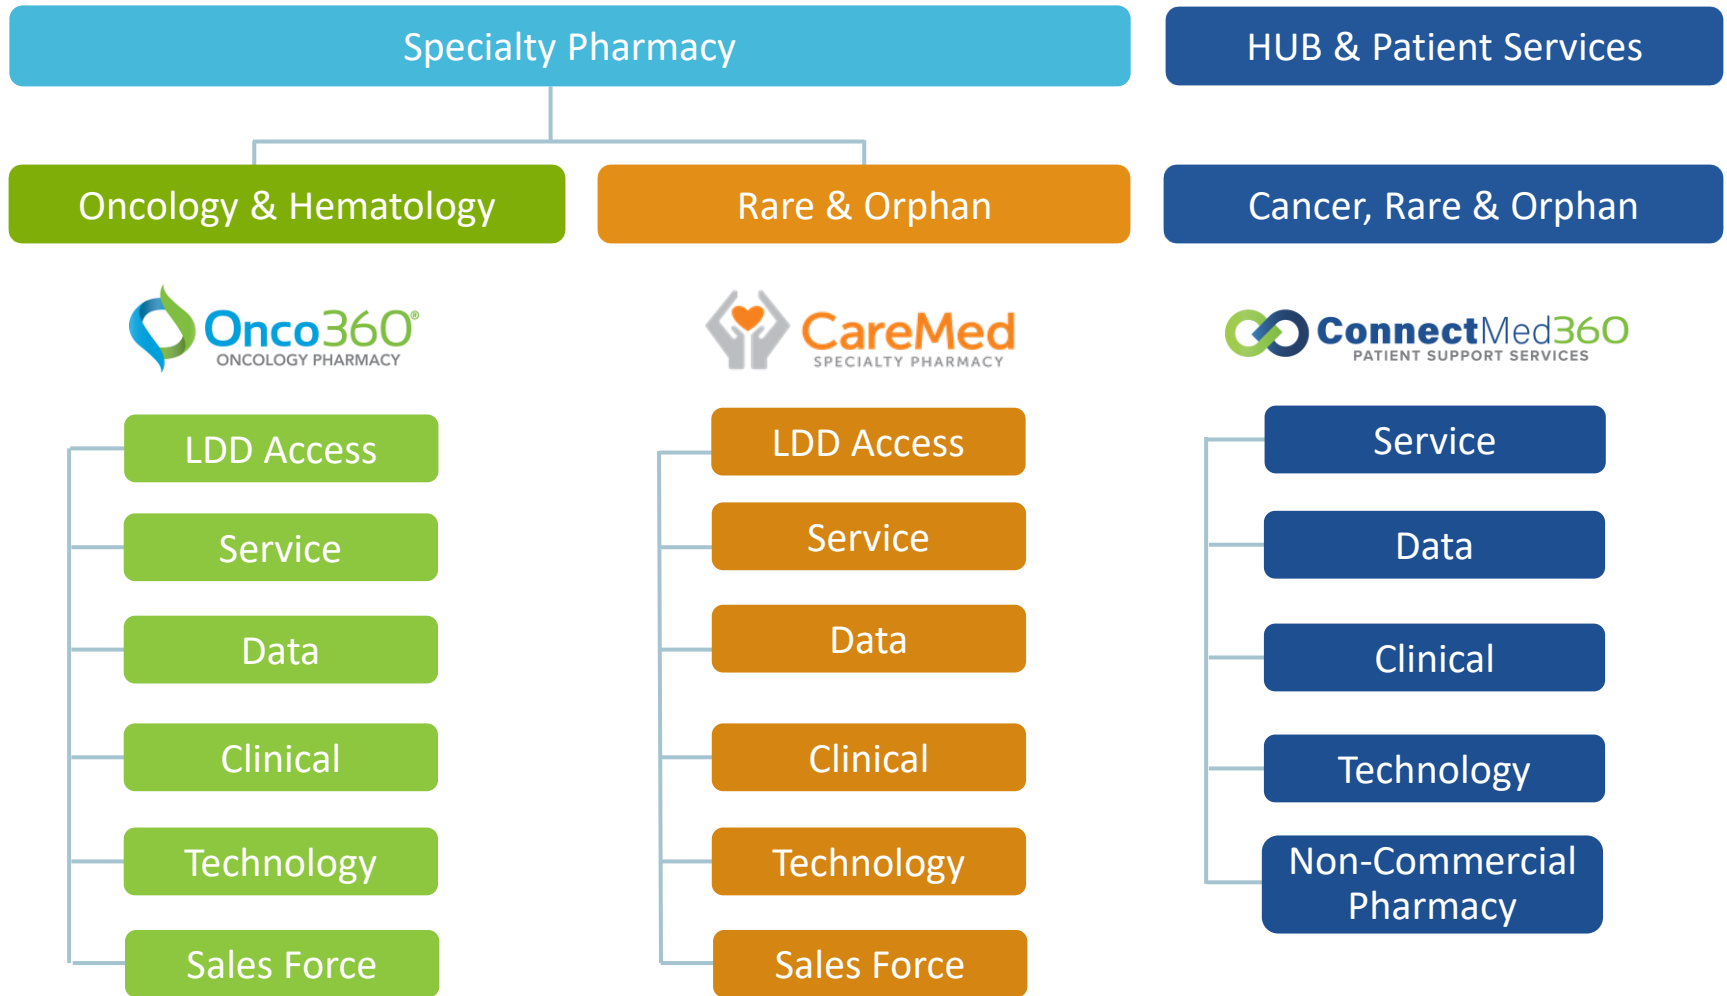 Specialty Pharmacy
HUB & Patient Services
Oncology & Hematology
Rare & Orphan
Cancer, Rare & Orphan
Onco360®
ONCOLOGY PHARMACY
CareMed
SPECIALTY PHARMACY
ConnectMed360
PATIENT SUPPORT SERVICES
LDD Access
Service
Data
Clinical
Technology
Sales Force
LDD Access
Service
Data
Clinical
Technology
Sales Force
Service
Data
Clinical
Technology
Non-Commercial
Pharmacy